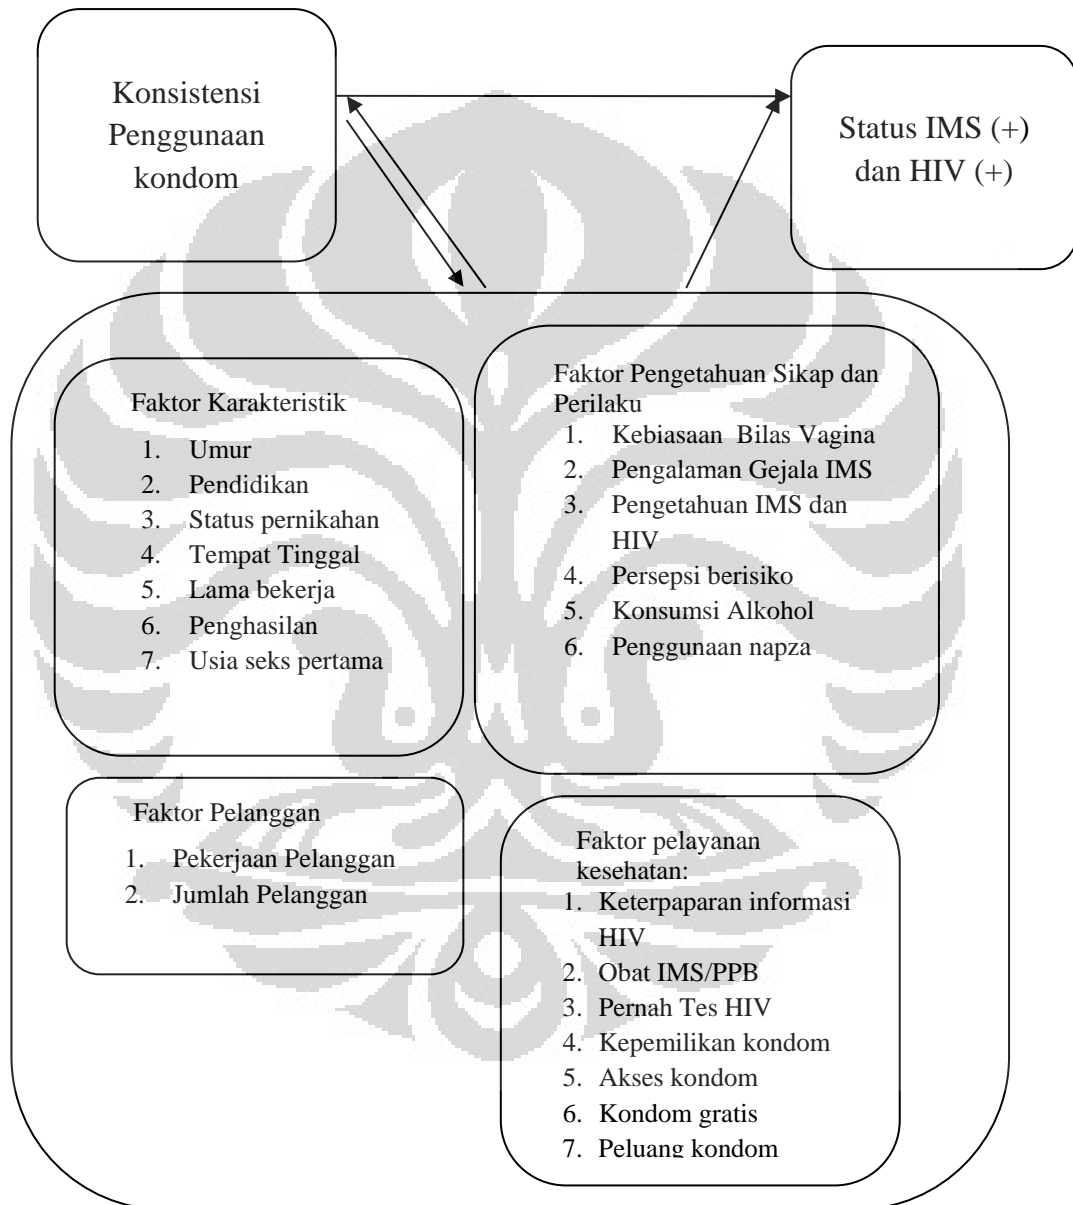 Konsistensi
Penggunaan
kondom
Status IMS (+)
dan HIV (+)
Faktor Karakteristik
1. Umur
2. Pendidikan
3. Status pernikahan
4. Tempat Tinggal
5. Lama bekerja
6. Penghasilan
7. Usia seks pertama
Faktor Pengetahuan Sikap dan
Perilaku
1. Kebiasaan Bilas Vagina
2. Pengalaman Gejala IMS
3. Pengetahuan IMS dan
HIV
4. Persepsi berisiko
5. Konsumsi Alkohol
6. Penggunaan napza
Faktor Pelanggan
1. Pekerjaan Pelanggan
2. Jumlah Pelanggan
Faktor pelayanan
kesehatan:
1. Keterpaparan informasi
HIV
2. Obat IMS/PPB
3. Pernah Tes HIV
4. Kepemilikan kondom
5. Akses kondom
6. Kondom gratis
7. Peluang kondom